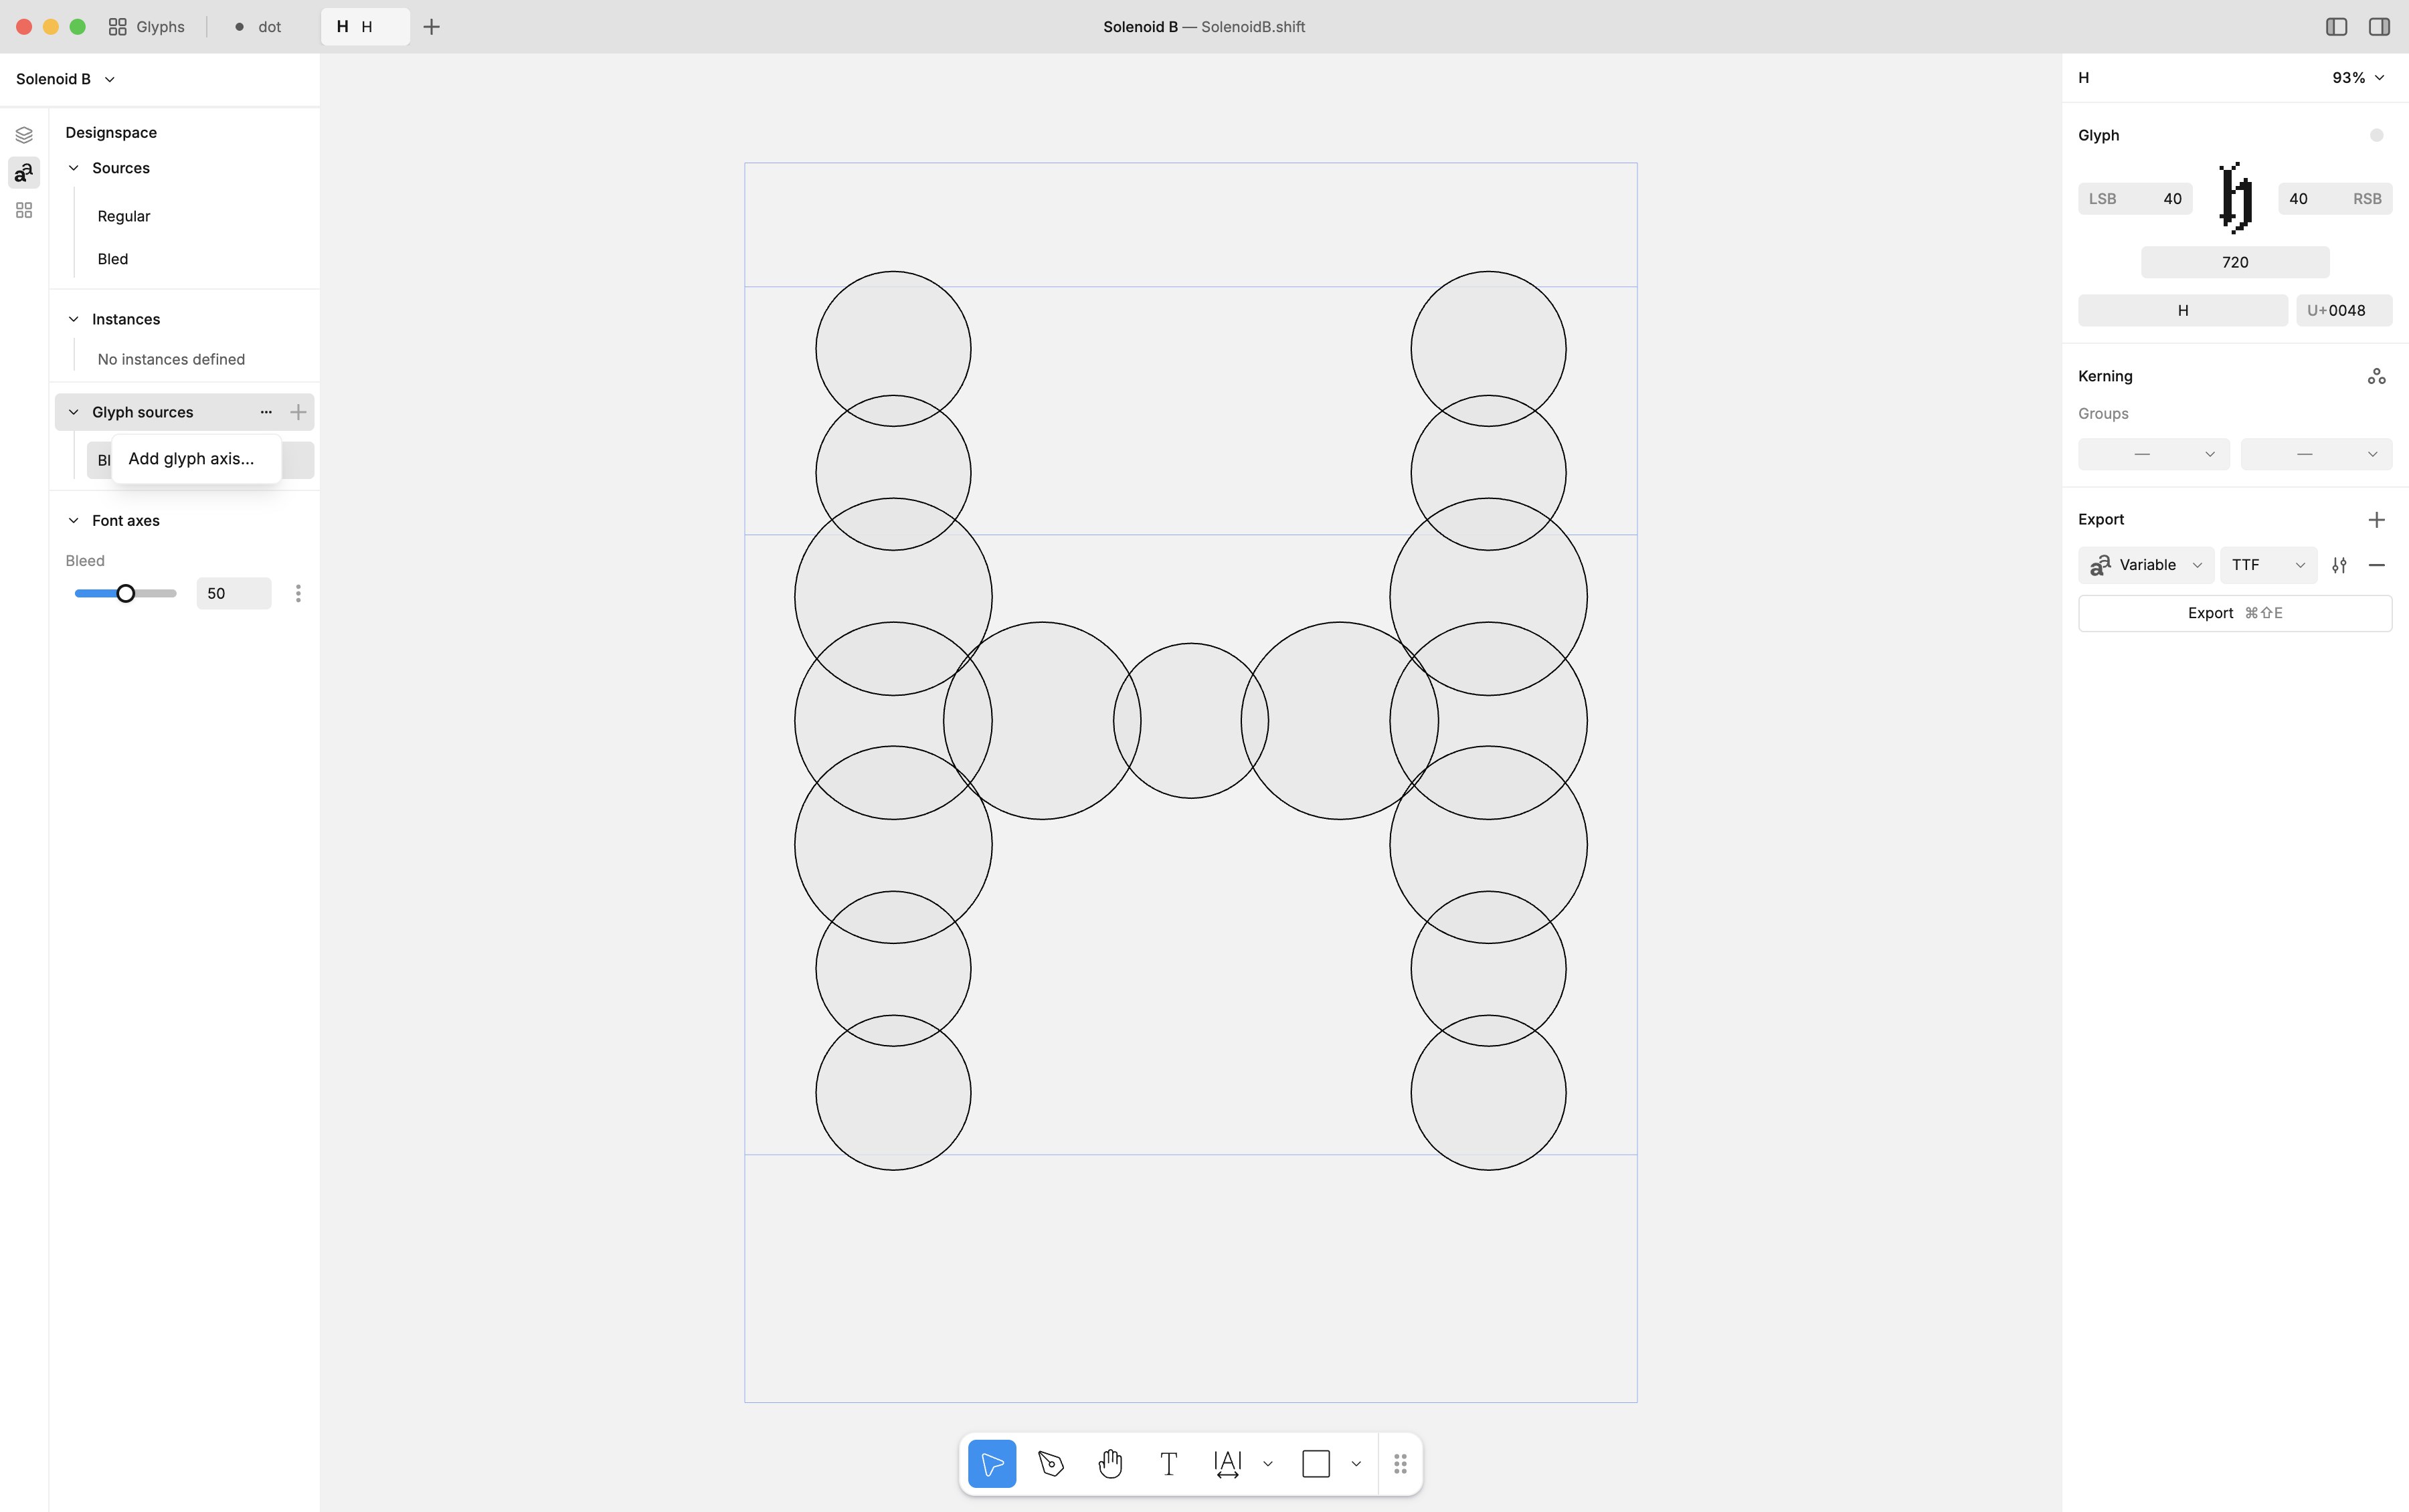 Glyphs
dot
H H
Solenoid B — SolenoidB.shift
Solenoid B
Designspace
Sources
Regular
Bled
Instances
No instances defined
Glyph sources
Bl
Add glyph axis...
Font axes
Bleed
50
H
93%
Glyph
LSB 40
40 RSB
720
H
U+0048
Kerning
Groups
— —
Export
Variable
TTF
Export ⌘⇧E